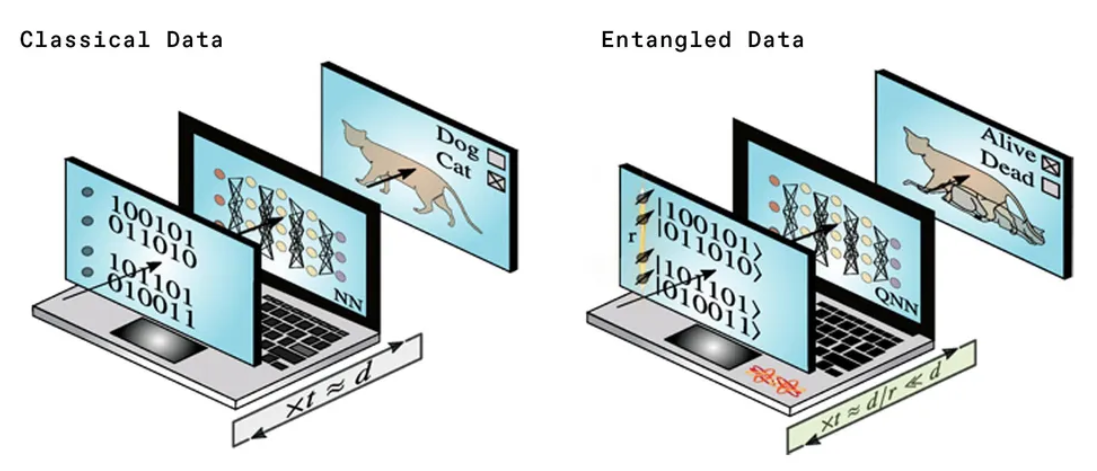 Classical Data
Dog
Cat
100101
011010
101101
010011
NN
×t ≈ d
Entangled Data
Alive
Dead
r
|100101⟩
|011010⟩
|101101⟩
|010011⟩
QNN
×t ≈ d/r ≪ d